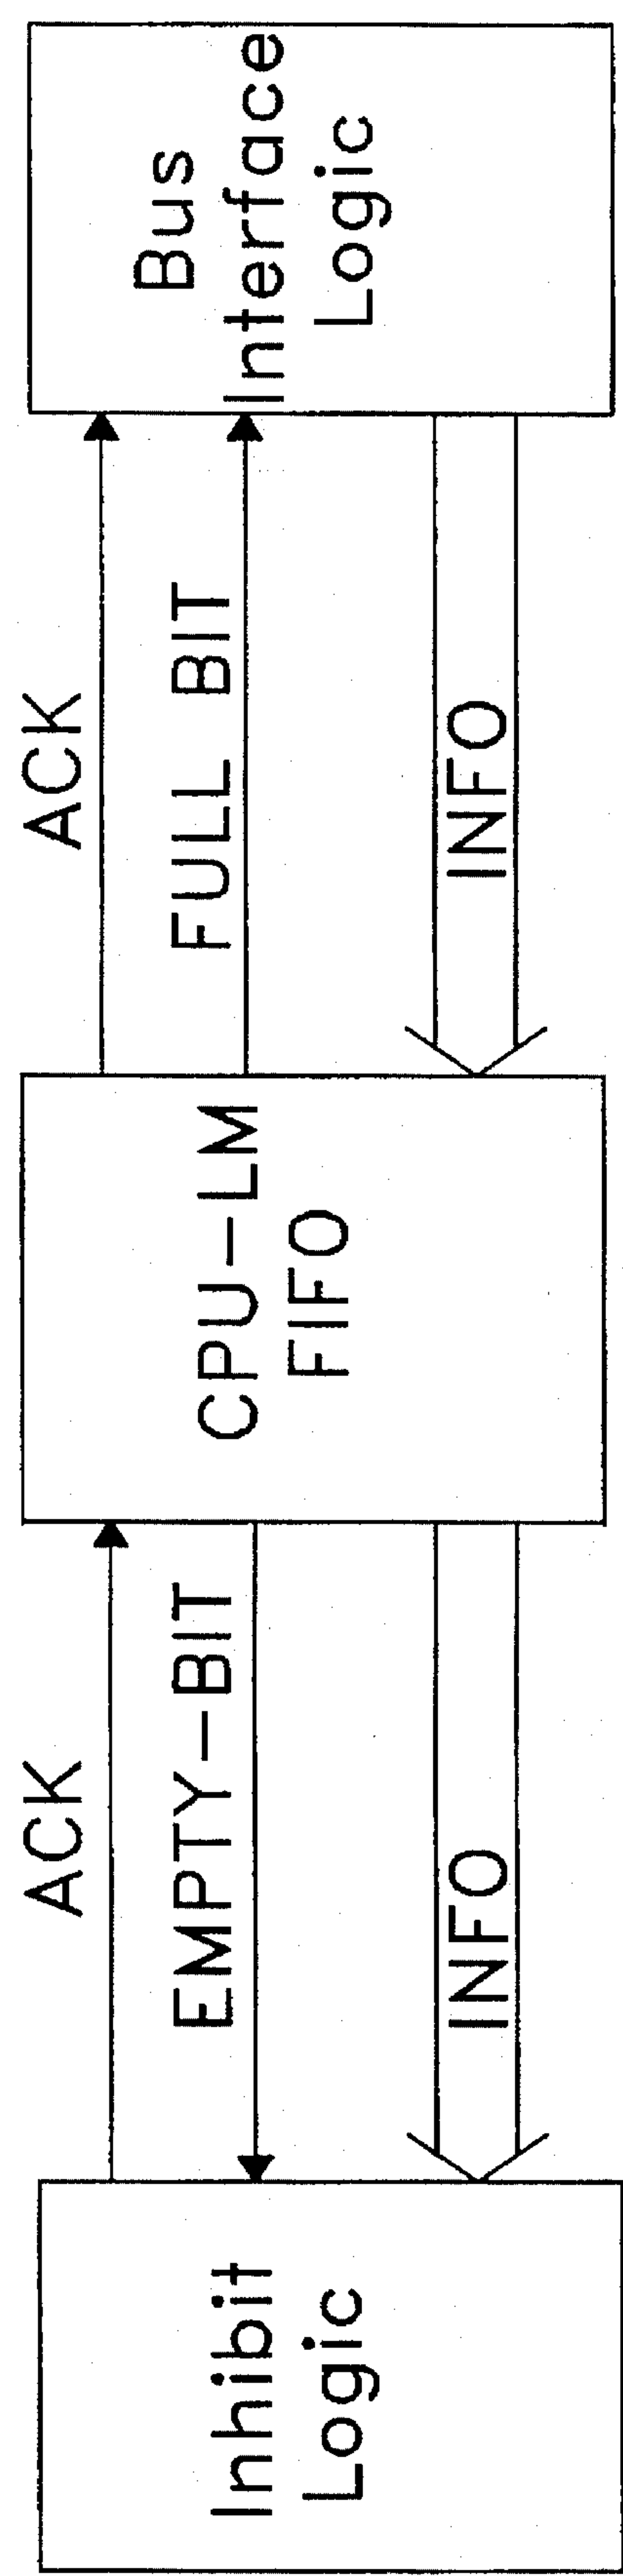 Inhibit
Logic
ACK
EMPTY-BIT
INFO
CPU-LM
FIFO
ACK
FULL BIT
INFO
Bus
Interface
Logic